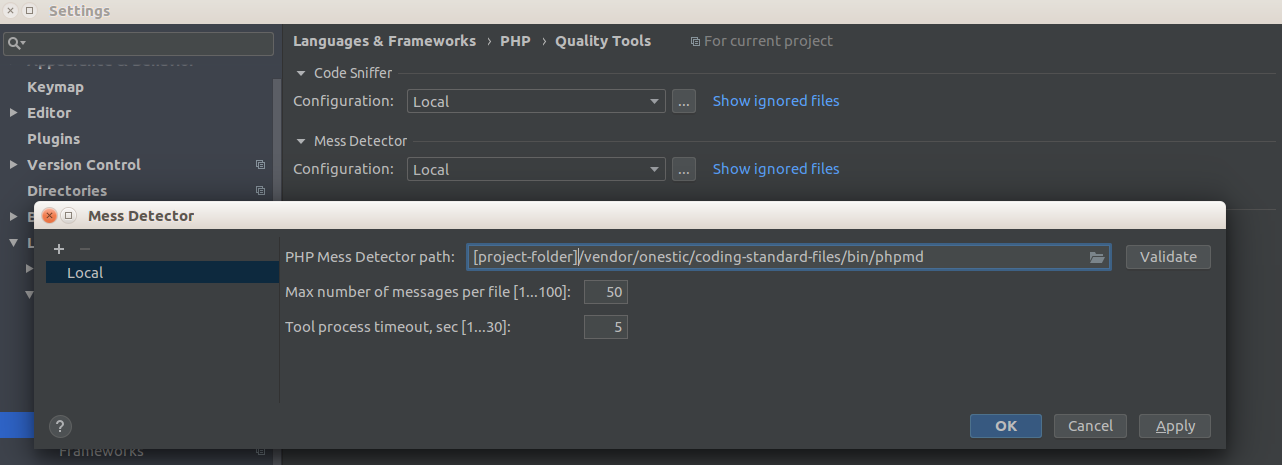 Settings
Languages & Frameworks › PHP › Quality Tools For current project
Appearance & Behavior
Keymap
Editor
Plugins
Version Control
Directories
Code Sniffer
Configuration: Local ... Show ignored files
Mess Detector
Configuration: Local ... Show ignored files
B
L
Mess Detector
Local
PHP Mess Detector path: [project-folder]/vendor/onestic/coding-standard-files/bin/phpmd Validate
Max number of messages per file [1...100]: 50
Tool process timeout, sec [1...30]: 5
? OK Cancel Apply
Frameworks